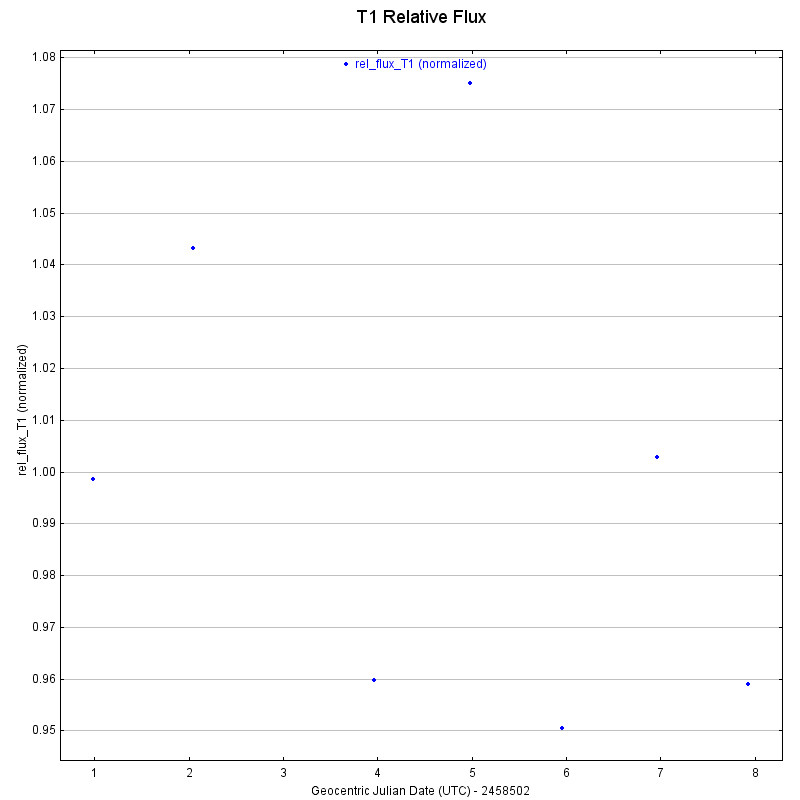 T1 Relative Flux
rel_flux_T1 (normalized)
1.08
1.07
1.06
1.05
1.04
1.03
1.02
1.01
1.00
0.99
0.98
0.97
0.96
0.95
rel_flux_T1 (normalized)
1 2 3 4 5 6 7 8
Geocentric Julian Date (UTC) - 2458502